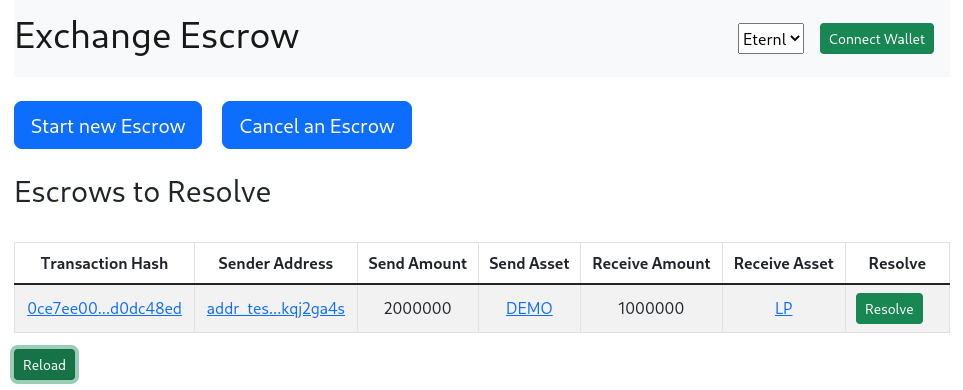 Exchange Escrow
Eternl Connect Wallet
Start new Escrow Cancel an Escrow
Escrows to Resolve
Transaction Hash Sender Address Send Amount Send Asset Receive Amount Receive Asset Resolve
0ce7ee00...d0dc48ed addr_tes...kqj2ga4s 2000000 DEMO 1000000 LP Resolve
Reload